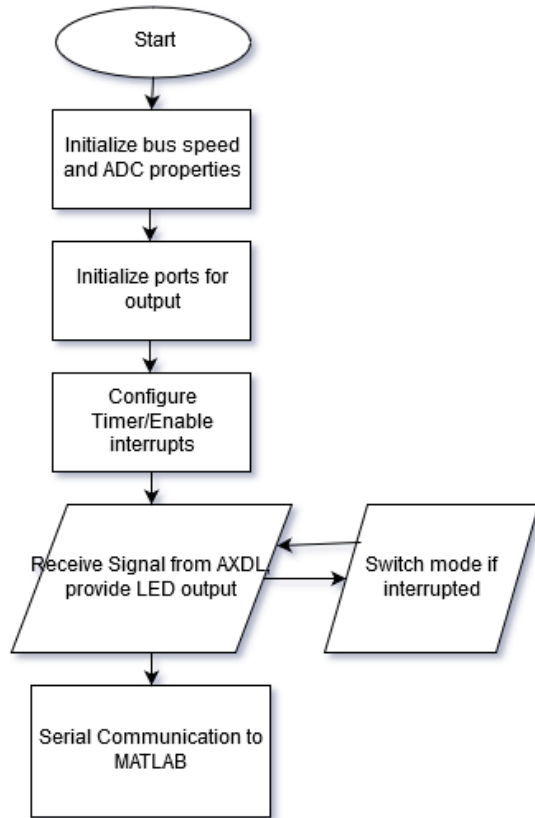 Start
Initialize bus speed
and ADC properties
Initialize ports for
output
Configure
Timer/Enable
interrupts
Receive Signal from AXDL,
provide LED output
Switch mode if
interrupted
Serial Communication to
MATLAB